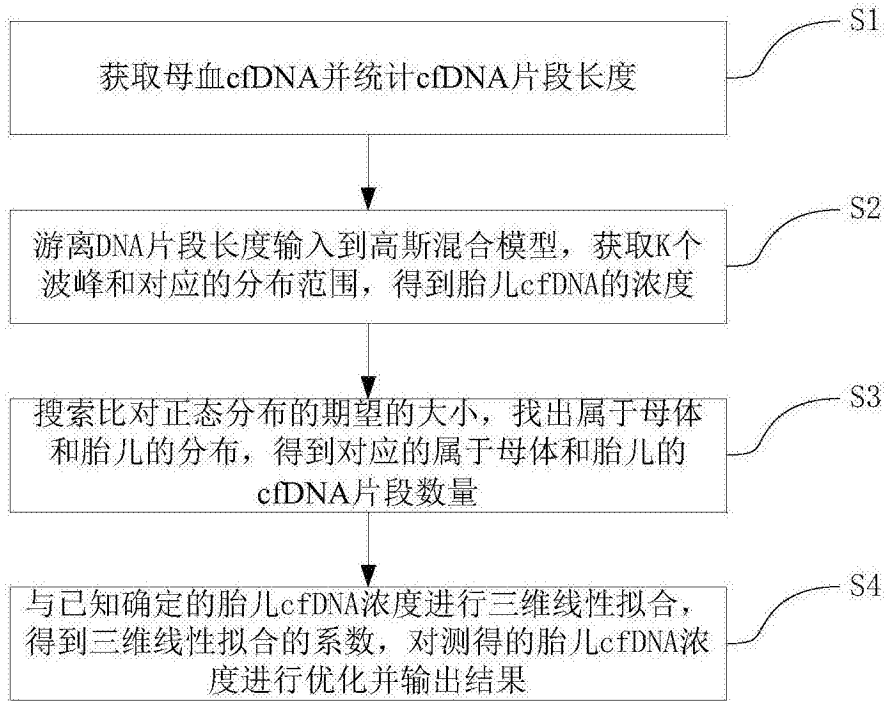 S1
获取母血cfDNA并统计cfDNA片段长度
S2
游离DNA片段长度输入到高斯混合模型，获取K个
波峰和对应的分布范围，得到胎儿cfDNA的浓度
S3
搜索比对正态分布的期望的大小，找出属于母体
和胎儿的分布，得到对应的属于母体和胎儿的
cfDNA片段数量
S4
与已知确定的胎儿cfDNA浓度进行三维线性拟合，
得到三维线性拟合的系数，对测得的胎儿cfDNA浓
度进行优化并输出结果